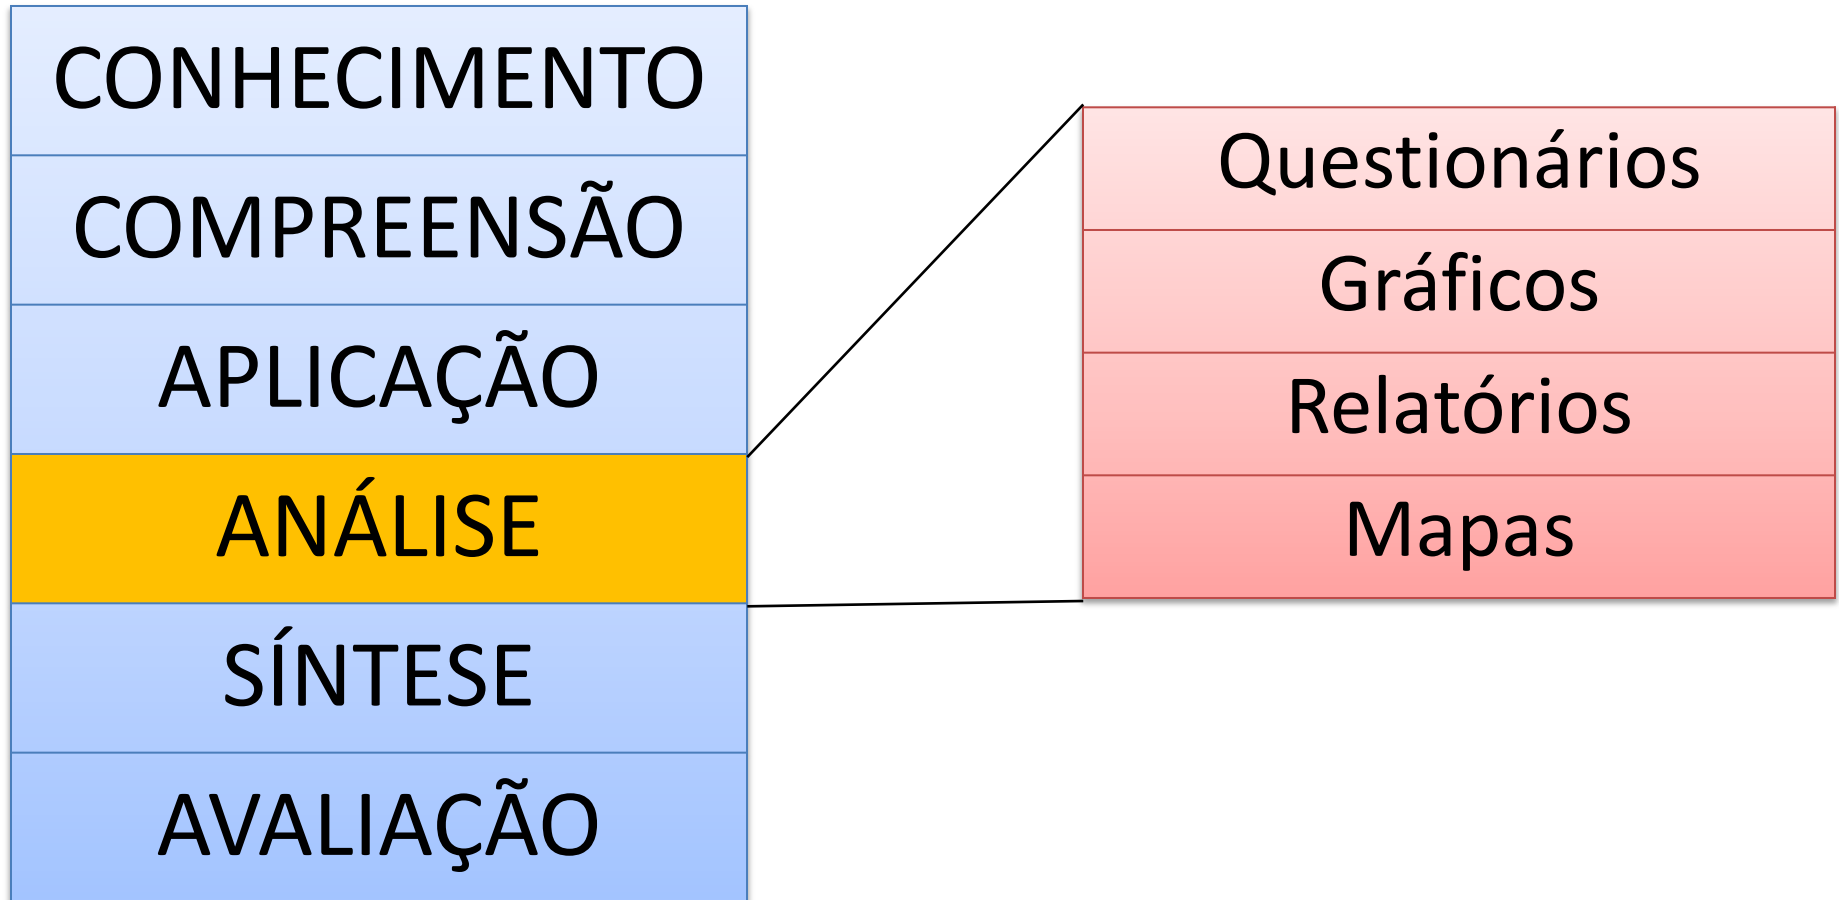 CONHECIMENTO
COMPREENSÃO
APLICAÇÃO
ANÁLISE
SÍNTESE
AVALIAÇÃO
Questionários
Gráficos
Relatórios
Mapas